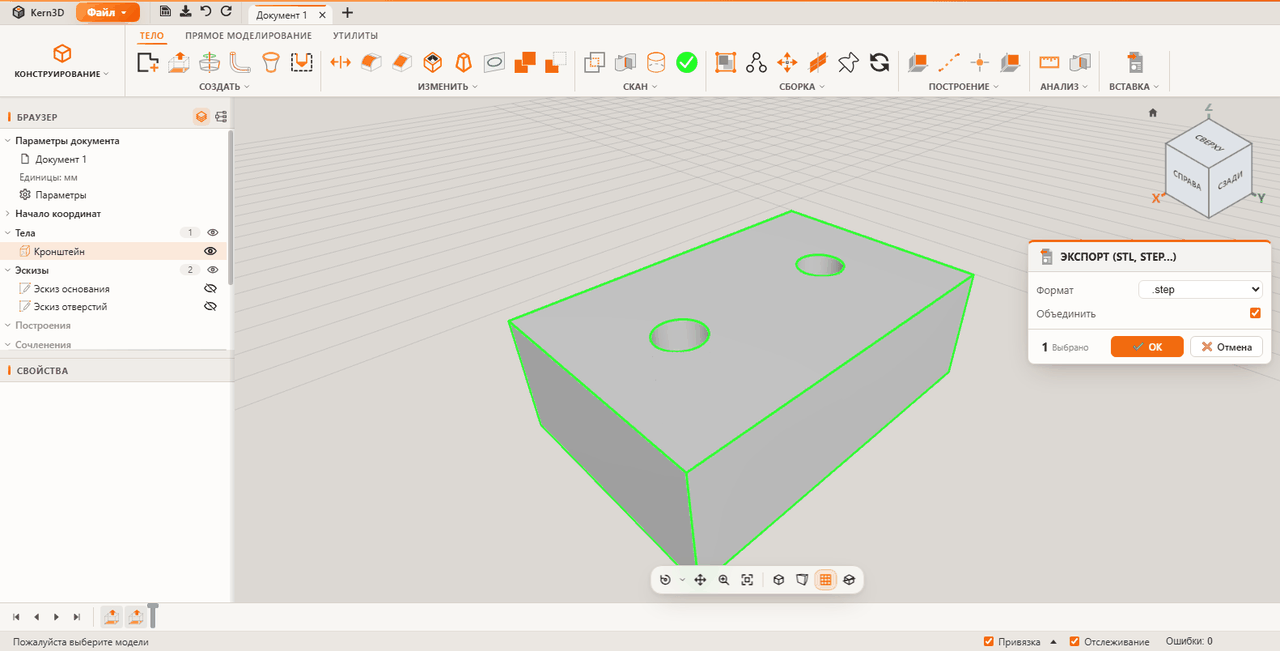 Kern3D
Файл
Документ 1
ТЕЛО
ПРЯМОЕ МОДЕЛИРОВАНИЕ
УТИЛИТЫ
КОНСТРУИРОВАНИЕ
СОЗДАТЬ
ИЗМЕНИТЬ
СКАН
СБОРКА
ПОСТРОЕНИЕ
АНАЛИЗ
ВСТАВКА
БРАУЗЕР
Параметры документа
Документ 1
Единицы: мм
Параметры
Начало координат
Тела 1
Кронштейн
Эскизы 2
Эскиз основания
Эскиз отверстий
Построения
Сочленения
СВОЙСТВА
Z
СВЕРХУ
СПРАВА
СЗАДИ
X
Y
ЭКСПОРТ (STL, STEP...)
Формат .step
Объединить
1 Выбрано
OK
Отмена
Пожалуйста выберите модели
Привязка
Отслеживание
Ошибки: 0